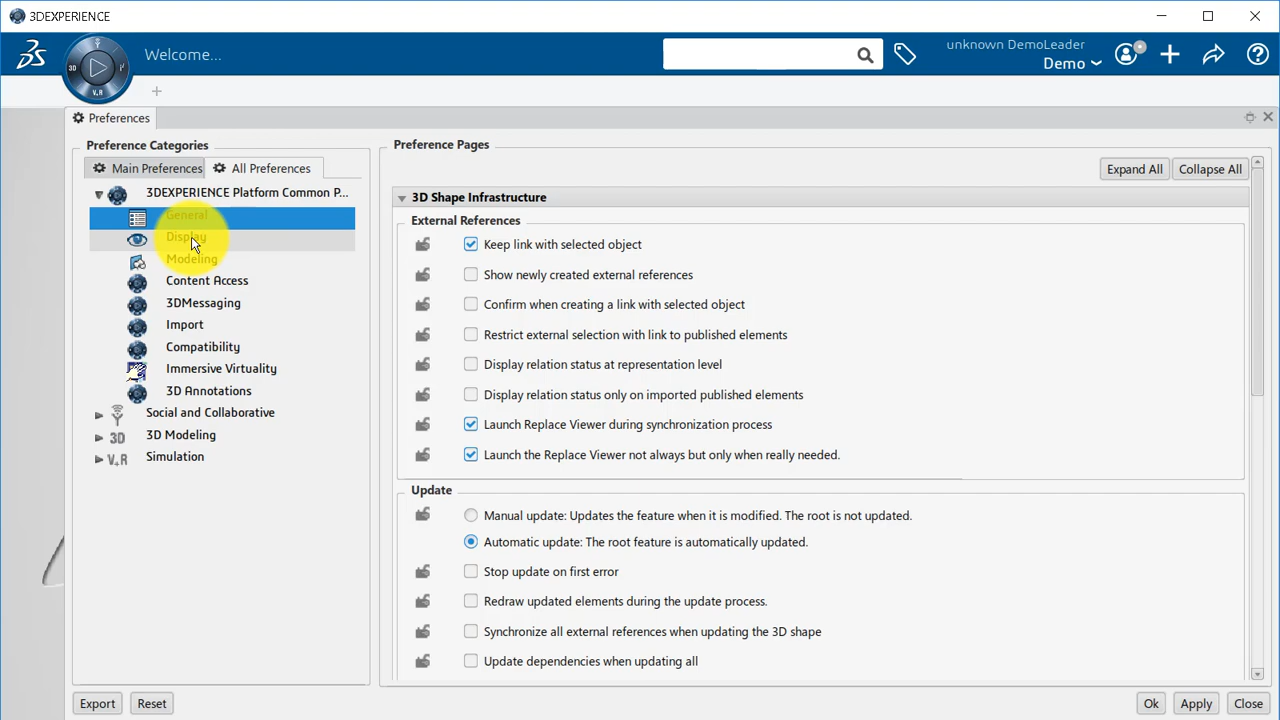 3DEXPERIENCE
Welcome...
unknown DemoLeader
Demo
3D
V.R
Preferences
Preference Categories
Main Preferences
All Preferences
3DEXPERIENCE Platform Common P...
General
Display
Modeling
Content Access
3DMessaging
Import
Compatibility
Immersive Virtuality
3D Annotations
Social and Collaborative
3D 3D Modeling
V+R Simulation
Export
Reset
Preference Pages
Expand All
Collapse All
3D Shape Infrastructure
External References
Keep link with selected object
Show newly created external references
Confirm when creating a link with selected object
Restrict external selection with link to published elements
Display relation status at representation level
Display relation status only on imported published elements
Launch Replace Viewer during synchronization process
Launch the Replace Viewer not always but only when really needed.
Update
Manual update: Updates the feature when it is modified. The root is not updated.
Automatic update: The root feature is automatically updated.
Stop update on first error
Redraw updated elements during the update process.
Synchronize all external references when updating the 3D shape
Update dependencies when updating all
Ok
Apply
Close